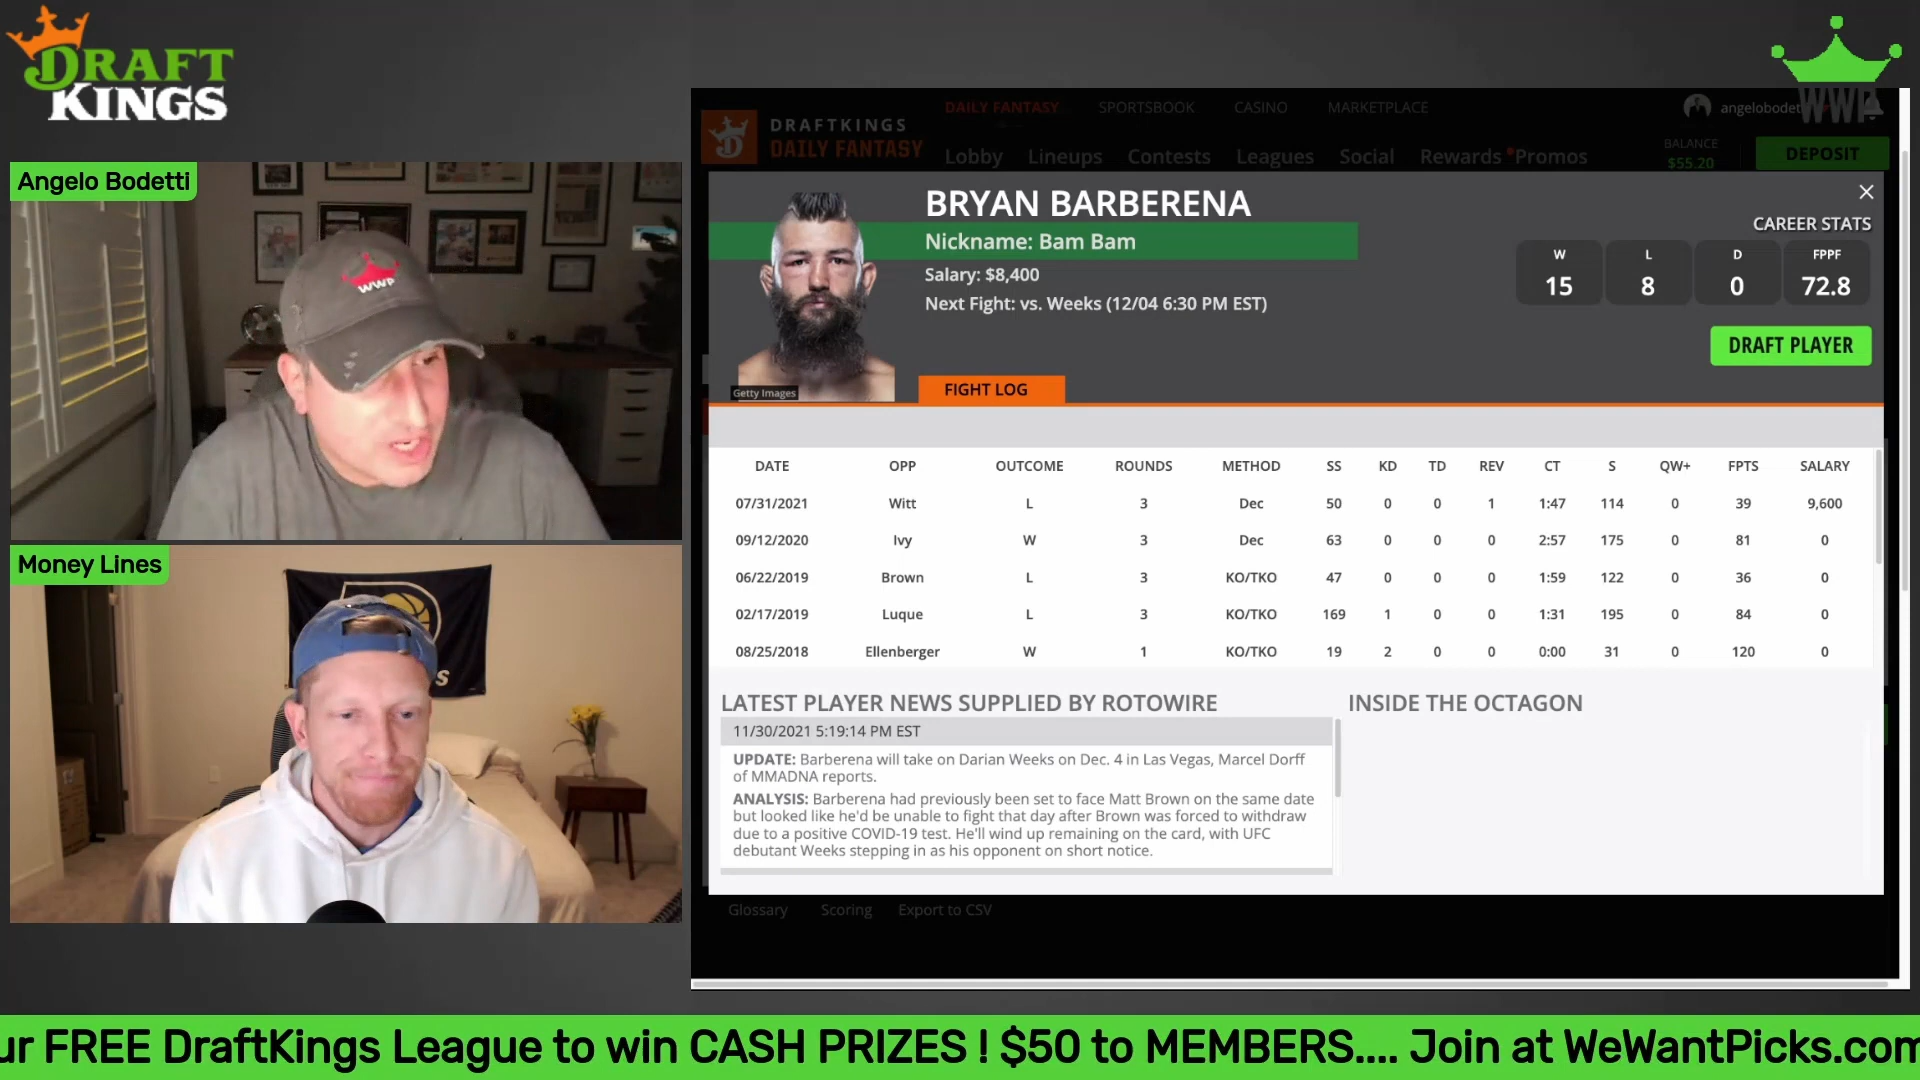 DRAFT
KINGS
WWP
Angelo Bodetti
WWP
Money Lines
DRAFTKINGS
DAILY FANTASY
DAILY FANTASY SPORTSBOOK CASINO MARKETPLACE
Lobby Lineups Contests Leagues Social Rewards Promos
BALANCE
$55.20
DEPOSIT
BRYAN BARBERENA
Nickname: Bam Bam
Salary: $8,400
Next Fight: vs. Weeks (12/04 6:30 PM EST)
Getty Images
CAREER STATS
W L D FPPF
15 8 0 72.8
DRAFT PLAYER
FIGHT LOG
DATE OPP OUTCOME ROUNDS METHOD SS KD TD REV CT S QW+ FPTS SALARY
07/31/2021 Witt L 3 Dec 50 0 0 1 1:47 114 0 39 9,600
09/12/2020 Ivy W 3 Dec 63 0 0 0 2:57 175 0 81 0
06/22/2019 Brown L 3 KO/TKO 47 0 0 0 1:59 122 0 36 0
02/17/2019 Luque L 3 KO/TKO 169 1 0 0 1:31 195 0 84 0
08/25/2018 Ellenberger W 1 KO/TKO 19 2 0 0 0:00 31 0 120 0
LATEST PLAYER NEWS SUPPLIED BY ROTOWIRE
11/30/2021 5:19:14 PM EST
UPDATE: Barberena will take on Darian Weeks on Dec. 4 in Las Vegas, Marcel Dorff
of MMADNA reports.
ANALYSIS: Barberena had previously been set to face Matt Brown on the same date
but looked like he'd be unable to fight that day after Brown was forced to withdraw
due to a positive COVID-19 test. He'll wind up remaining on the card, with UFC
debutant Weeks stepping in as his opponent on short notice.
INSIDE THE OCTAGON
Glossary Scoring Export to CSV
ur FREE DraftKings League to win CASH PRIZES ! $50 to MEMBERS.... Join at WeWantPicks.com